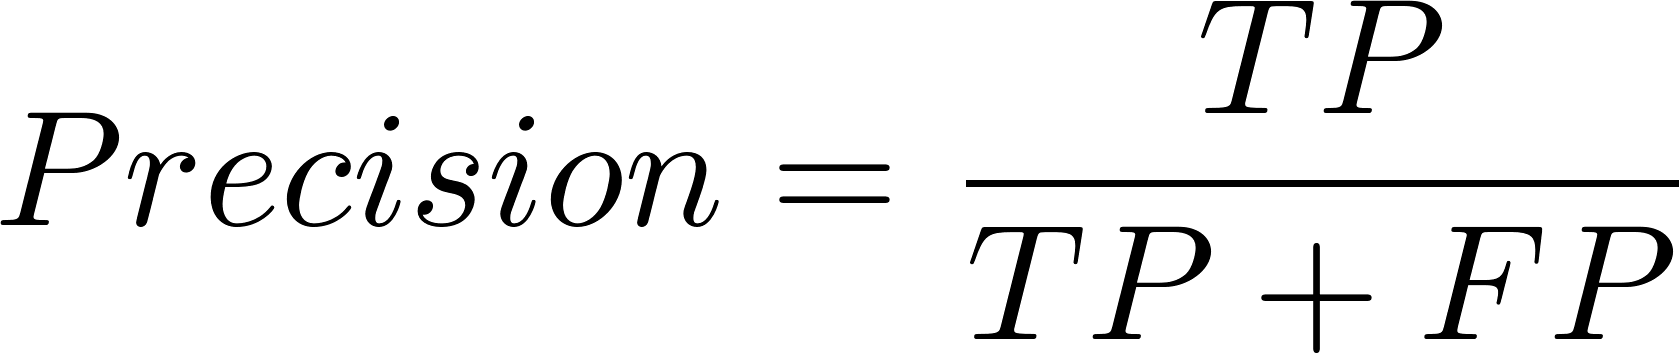 Precision = TP
TP + FP